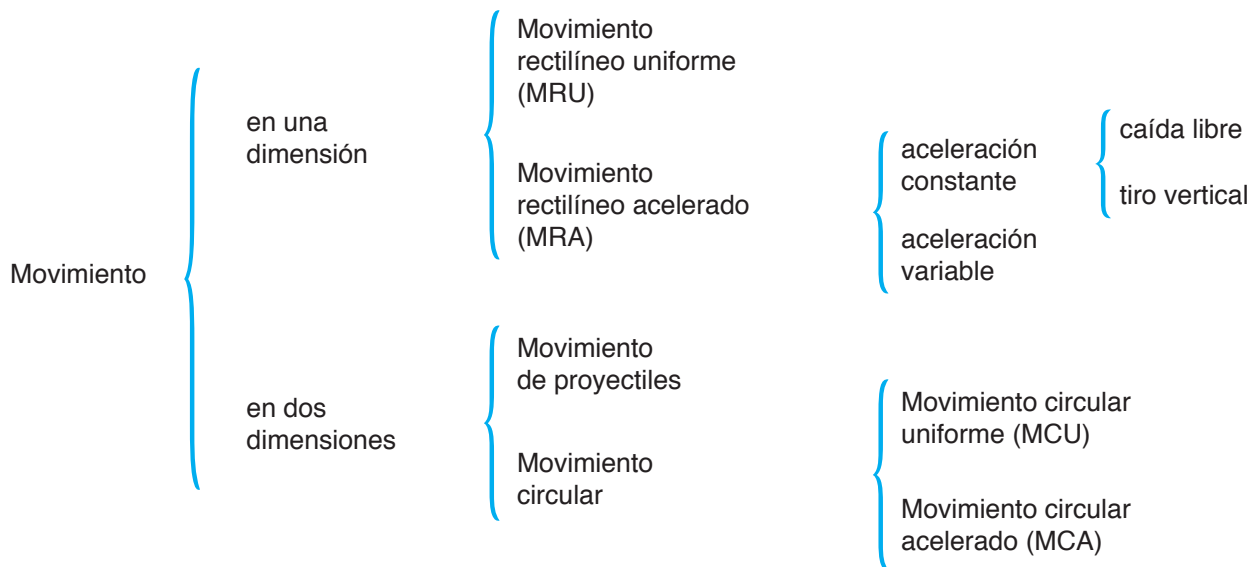 Movimiento
en una
dimensión
Movimiento
rectilíneo uniforme
(MRU)
Movimiento
rectilíneo acelerado
(MRA)
aceleración
constante
caída libre
tiro vertical
aceleración
variable
en dos
dimensiones
Movimiento
de proyectiles
Movimiento
circular
Movimiento circular
uniforme (MCU)
Movimiento circular
acelerado (MCA)